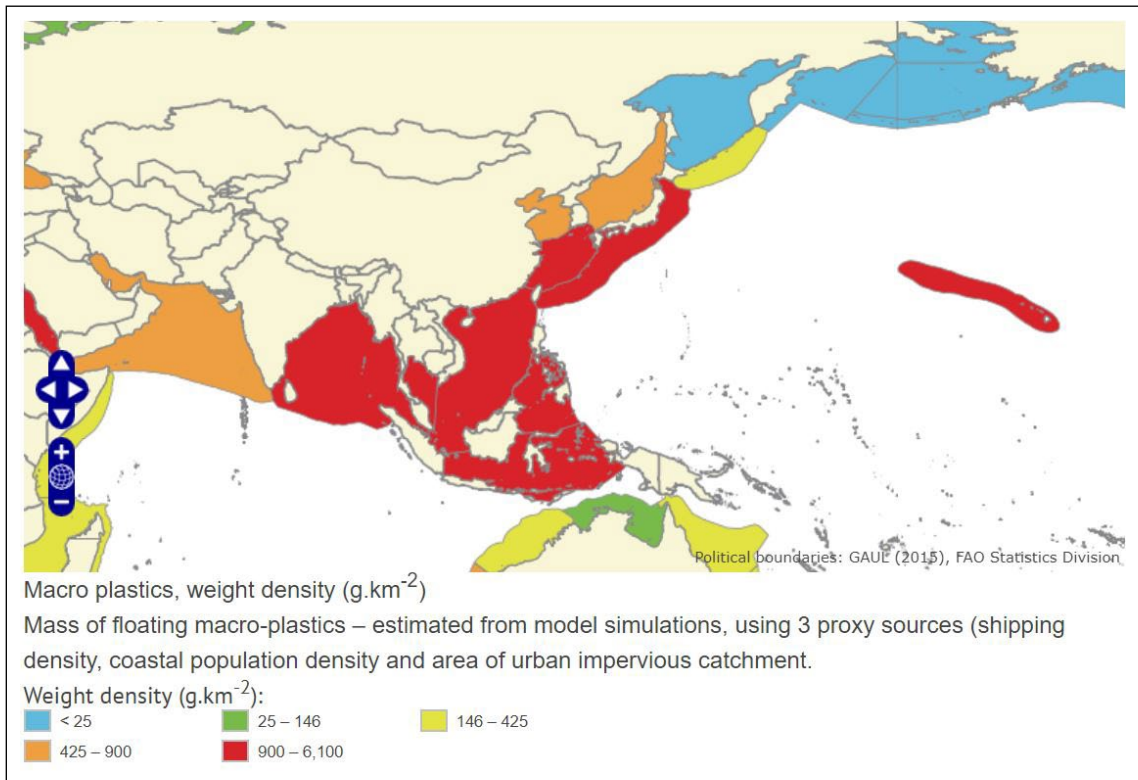 Political boundaries: GAUL (2015), FAO Statistics Division
Macro plastics, weight density (g.km-2)
Mass of floating macro-plastics – estimated from model simulations, using 3 proxy sources (shipping
density, coastal population density and area of urban impervious catchment.
Weight density (g.km-2):
< 25 25 – 146 146 – 425
425 – 900 900 – 6,100